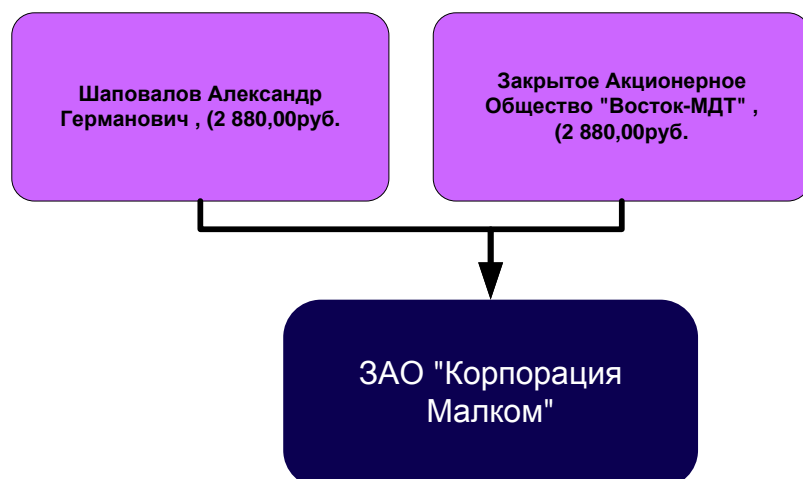 Шаповалов Александр
Германович , (2 880,00руб.
Закрытое Акционерное
Общество "Восток-МДТ" ,
(2 880,00руб.
ЗАО "Корпорация
Малком"